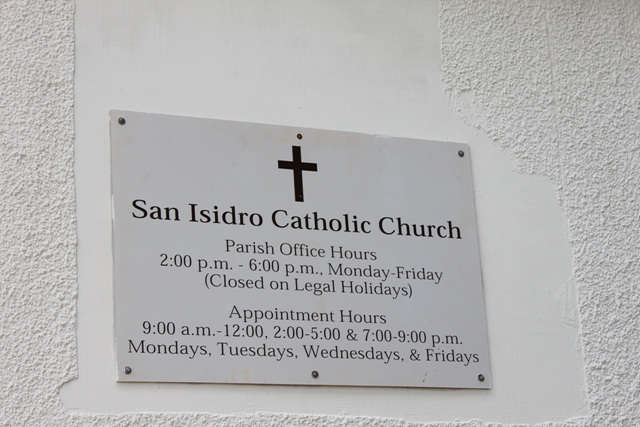 San Isidro Catholic Church
Parish Office Hours
2:00 p.m. - 6:00 p.m., Monday-Friday
(Closed on Legal Holidays)
Appointment Hours
9:00 a.m.-12:00, 2:00-5:00 & 7:00-9:00 p.m.
Mondays, Tuesdays, Wednesdays, & Fridays